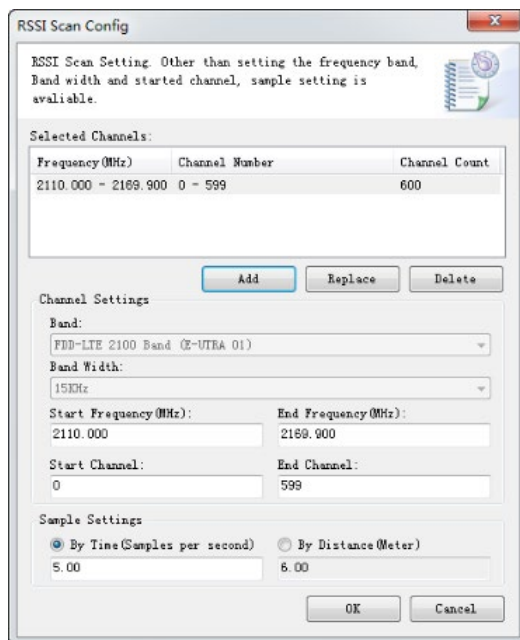 RSSI Scan Config
RSSI Scan Setting. Other than setting the frequency band,
Band width and started channel, sample setting is
avaliable.
Selected Channels:
Frequency(MHz) Channel Number Channel Count
2110.000 - 2169.900 0 - 599 600
Add Replace Delete
Channel Settings
Band:
FDD-LTE 2100 Band (E-UTRA 01)
Band Width:
15KHz
Start Frequency(MHz): End Frequency(MHz):
2110.000 2169.900
Start Channel: End Channel:
0 599
Sample Settings
By Time(Samples per second) By Distance(Meter)
5.00 6.00
OK Cancel